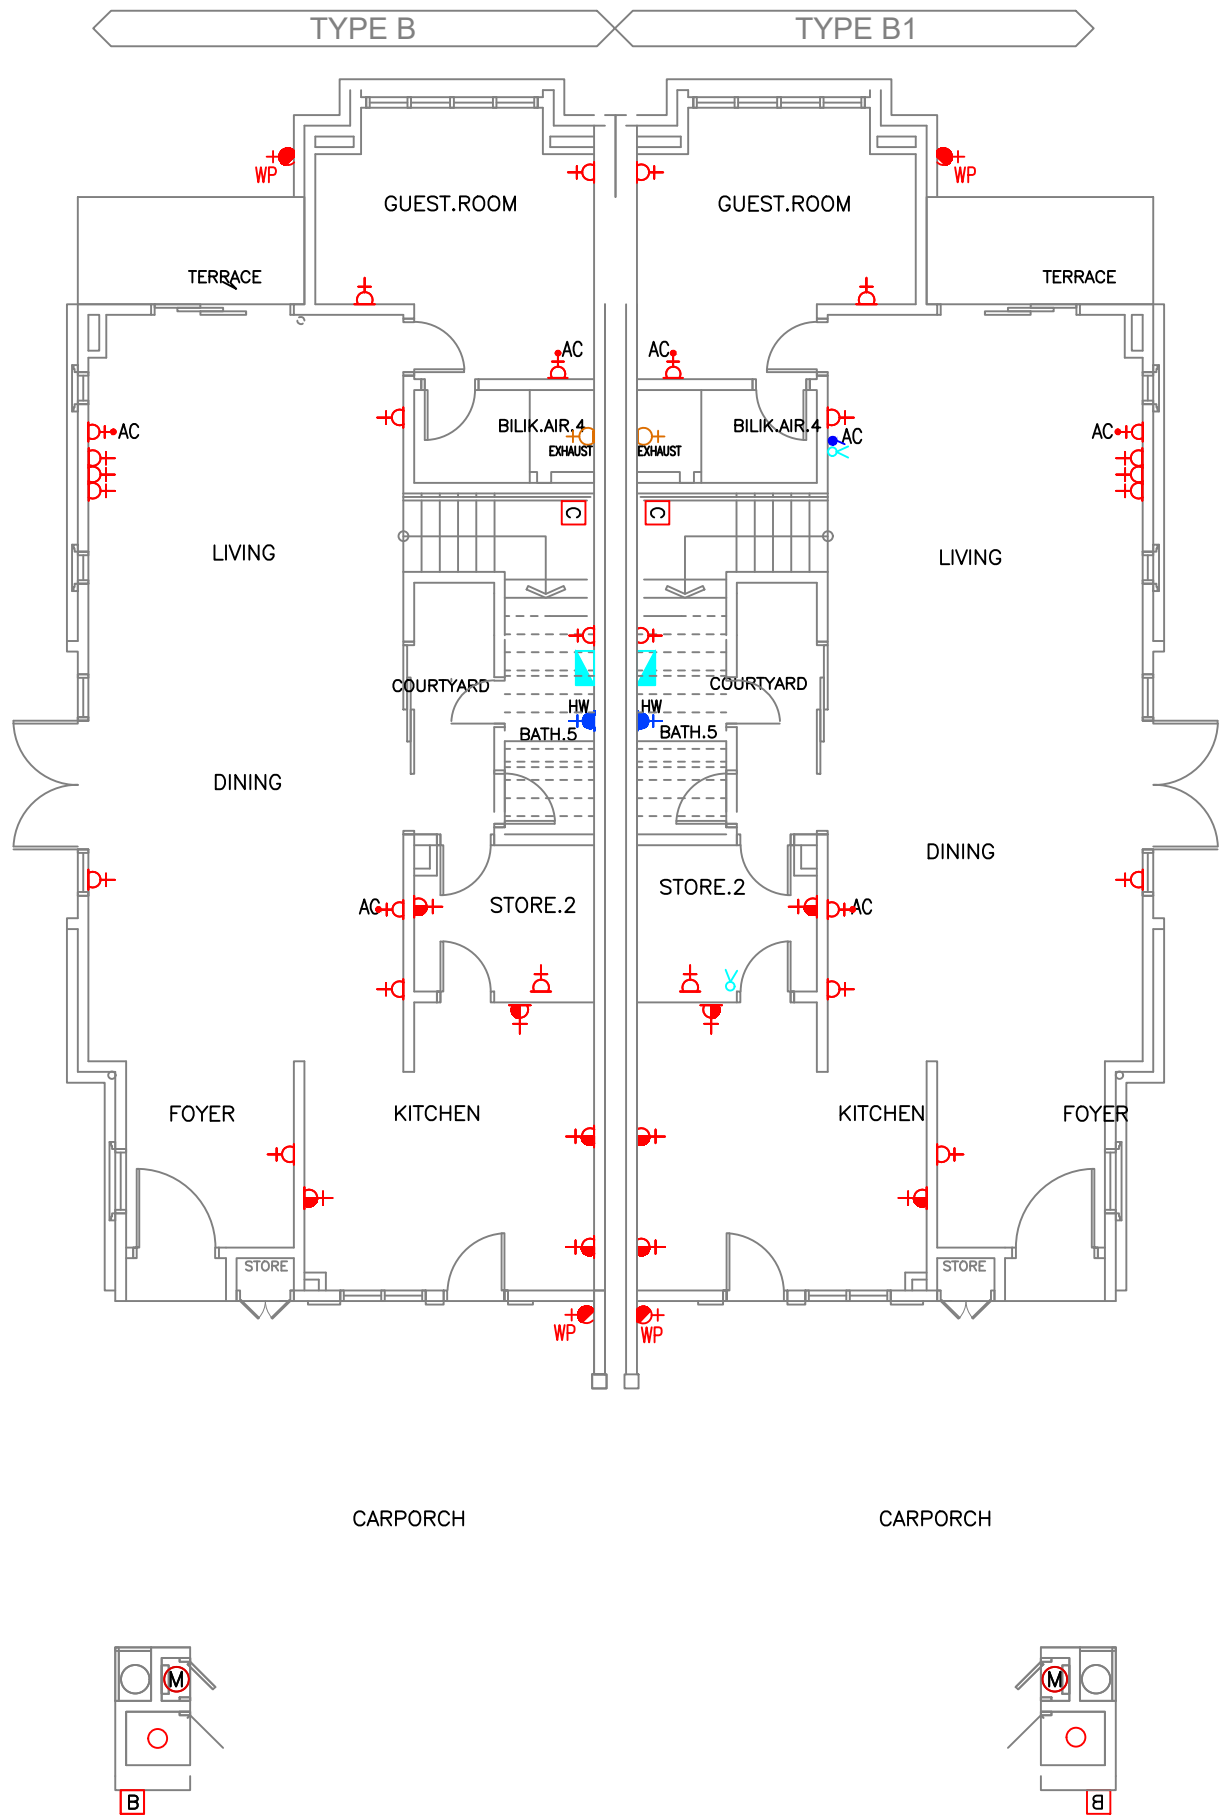 TYPE B TYPE B1
WP WP
GUEST.ROOM GUEST.ROOM
TERRACE TERRACE
AC AC
BILIK.AIR.4 BILIK.AIR.4
AC AC AC
EXHAUST EXHAUST
C C
LIVING LIVING
COURTYARD COURTYARD
HW HW
BATH.5 BATH.5
DINING DINING
STORE.2 STORE.2
AC AC
FOYER KITCHEN KITCHEN FOYER
STORE STORE
WP WP
CARPORCH CARPORCH
M M
B B